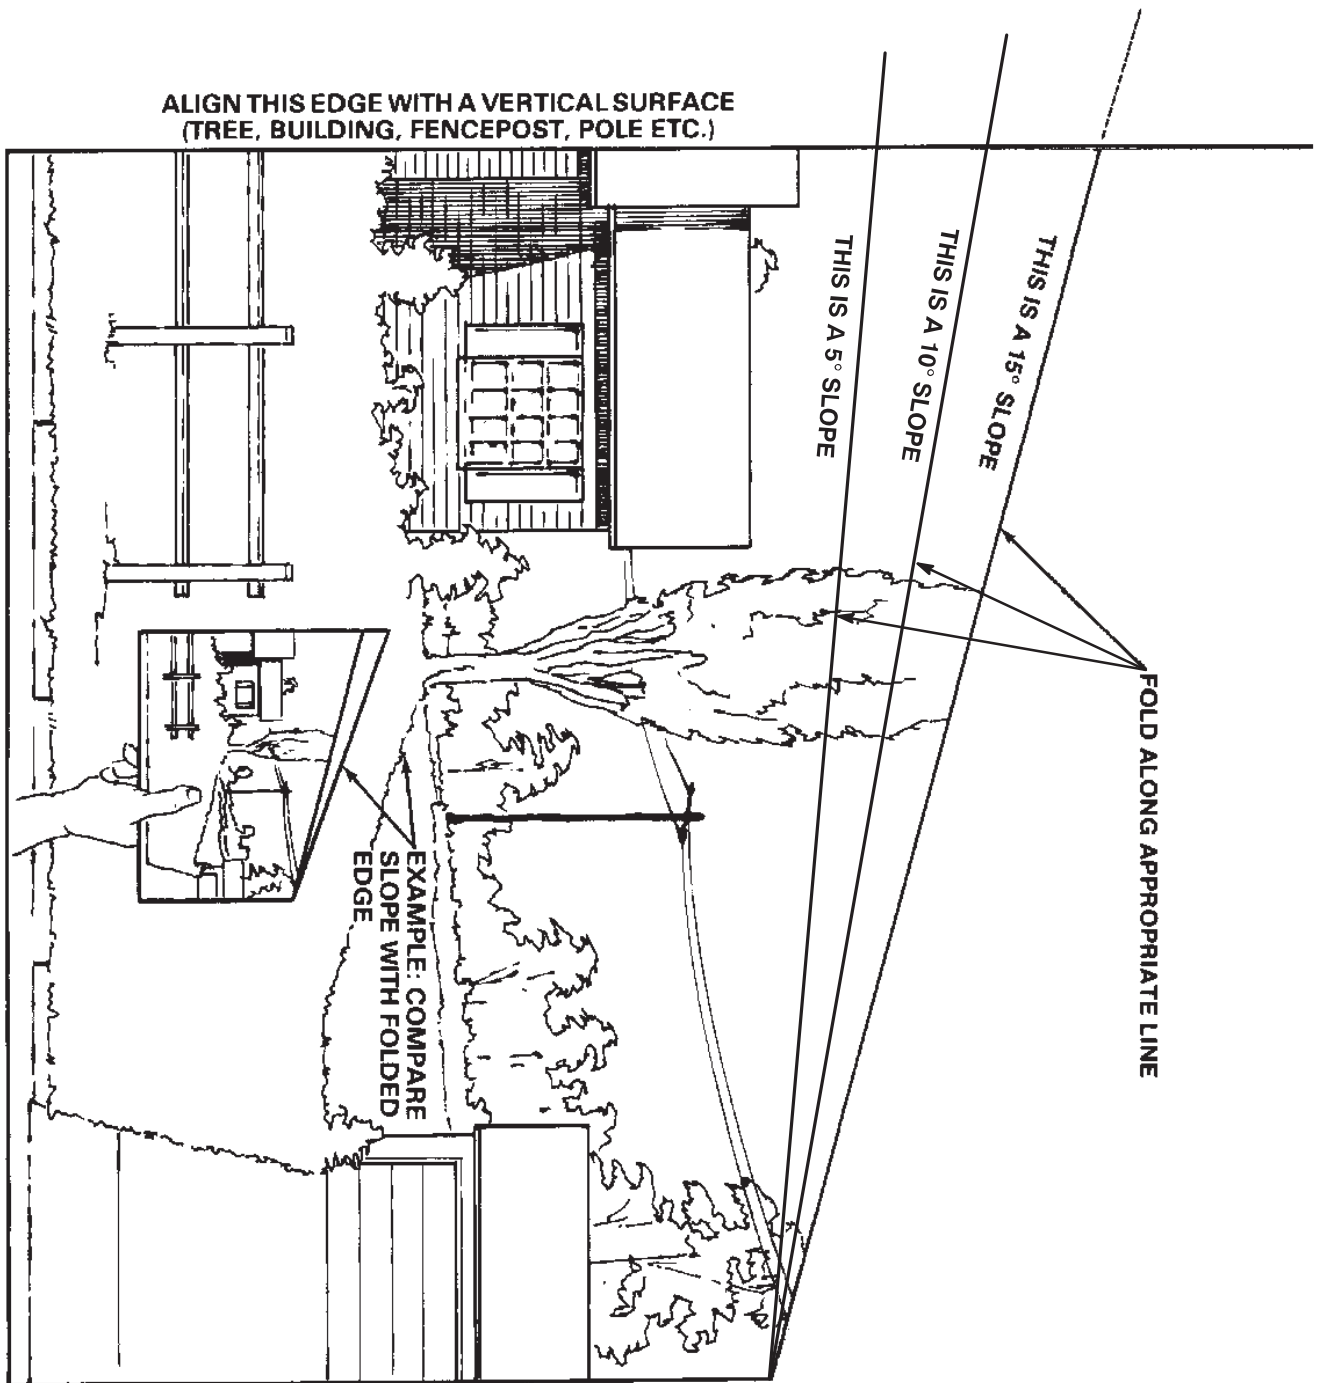 ALIGN THIS EDGE WITH A VERTICAL SURFACE
(TREE, BUILDING, FENCEPOST, POLE ETC.)
THIS IS A 15° SLOPE
THIS IS A 10° SLOPE
THIS IS A 5° SLOPE
FOLD ALONG APPROPRIATE LINE
EXAMPLE: COMPARE
SLOPE WITH FOLDED
EDGE